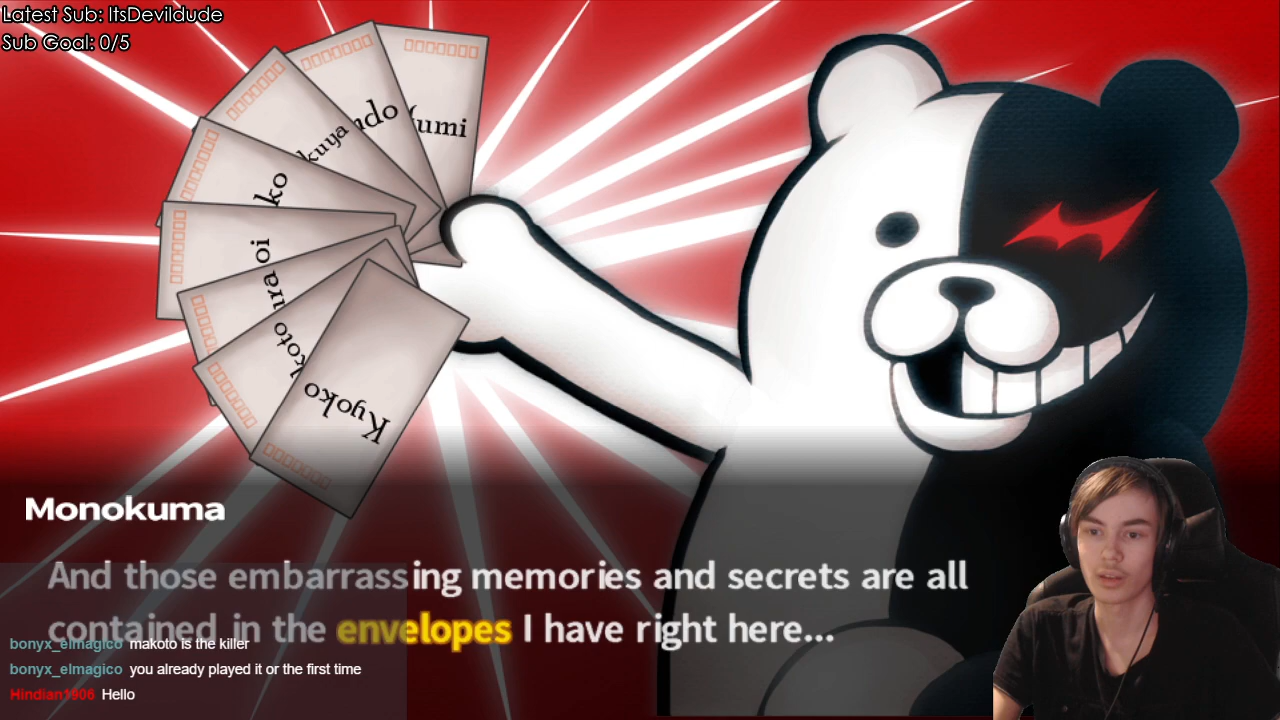 Latest Sub: ItsDevildude
Sub Goal: 0/5
umi
ndo
kuya
ko
oi
ura
koto
Kyoko
Monokuma
And those embarrassing memories and secrets are all
contained in the envelopes I have right here...
bonyx_elmagico makoto is the killer
bonyx_elmagico you already played it or the first time
Hindian1906 Hello